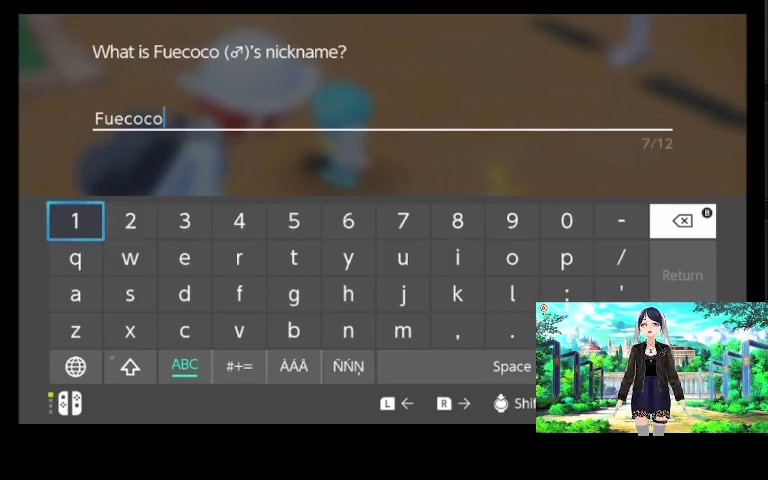 What is Fuecoco (♂)'s nickname?
Fuecoco
7/12
1 2 3 4 5 6 7 8 9 0 -
q w e r t y u i o p /
Return
a s d f g h j k l : '
z x c v b n m , .
ABC #+= ÀÁÂ ÑŃŅ Space
L ← R →